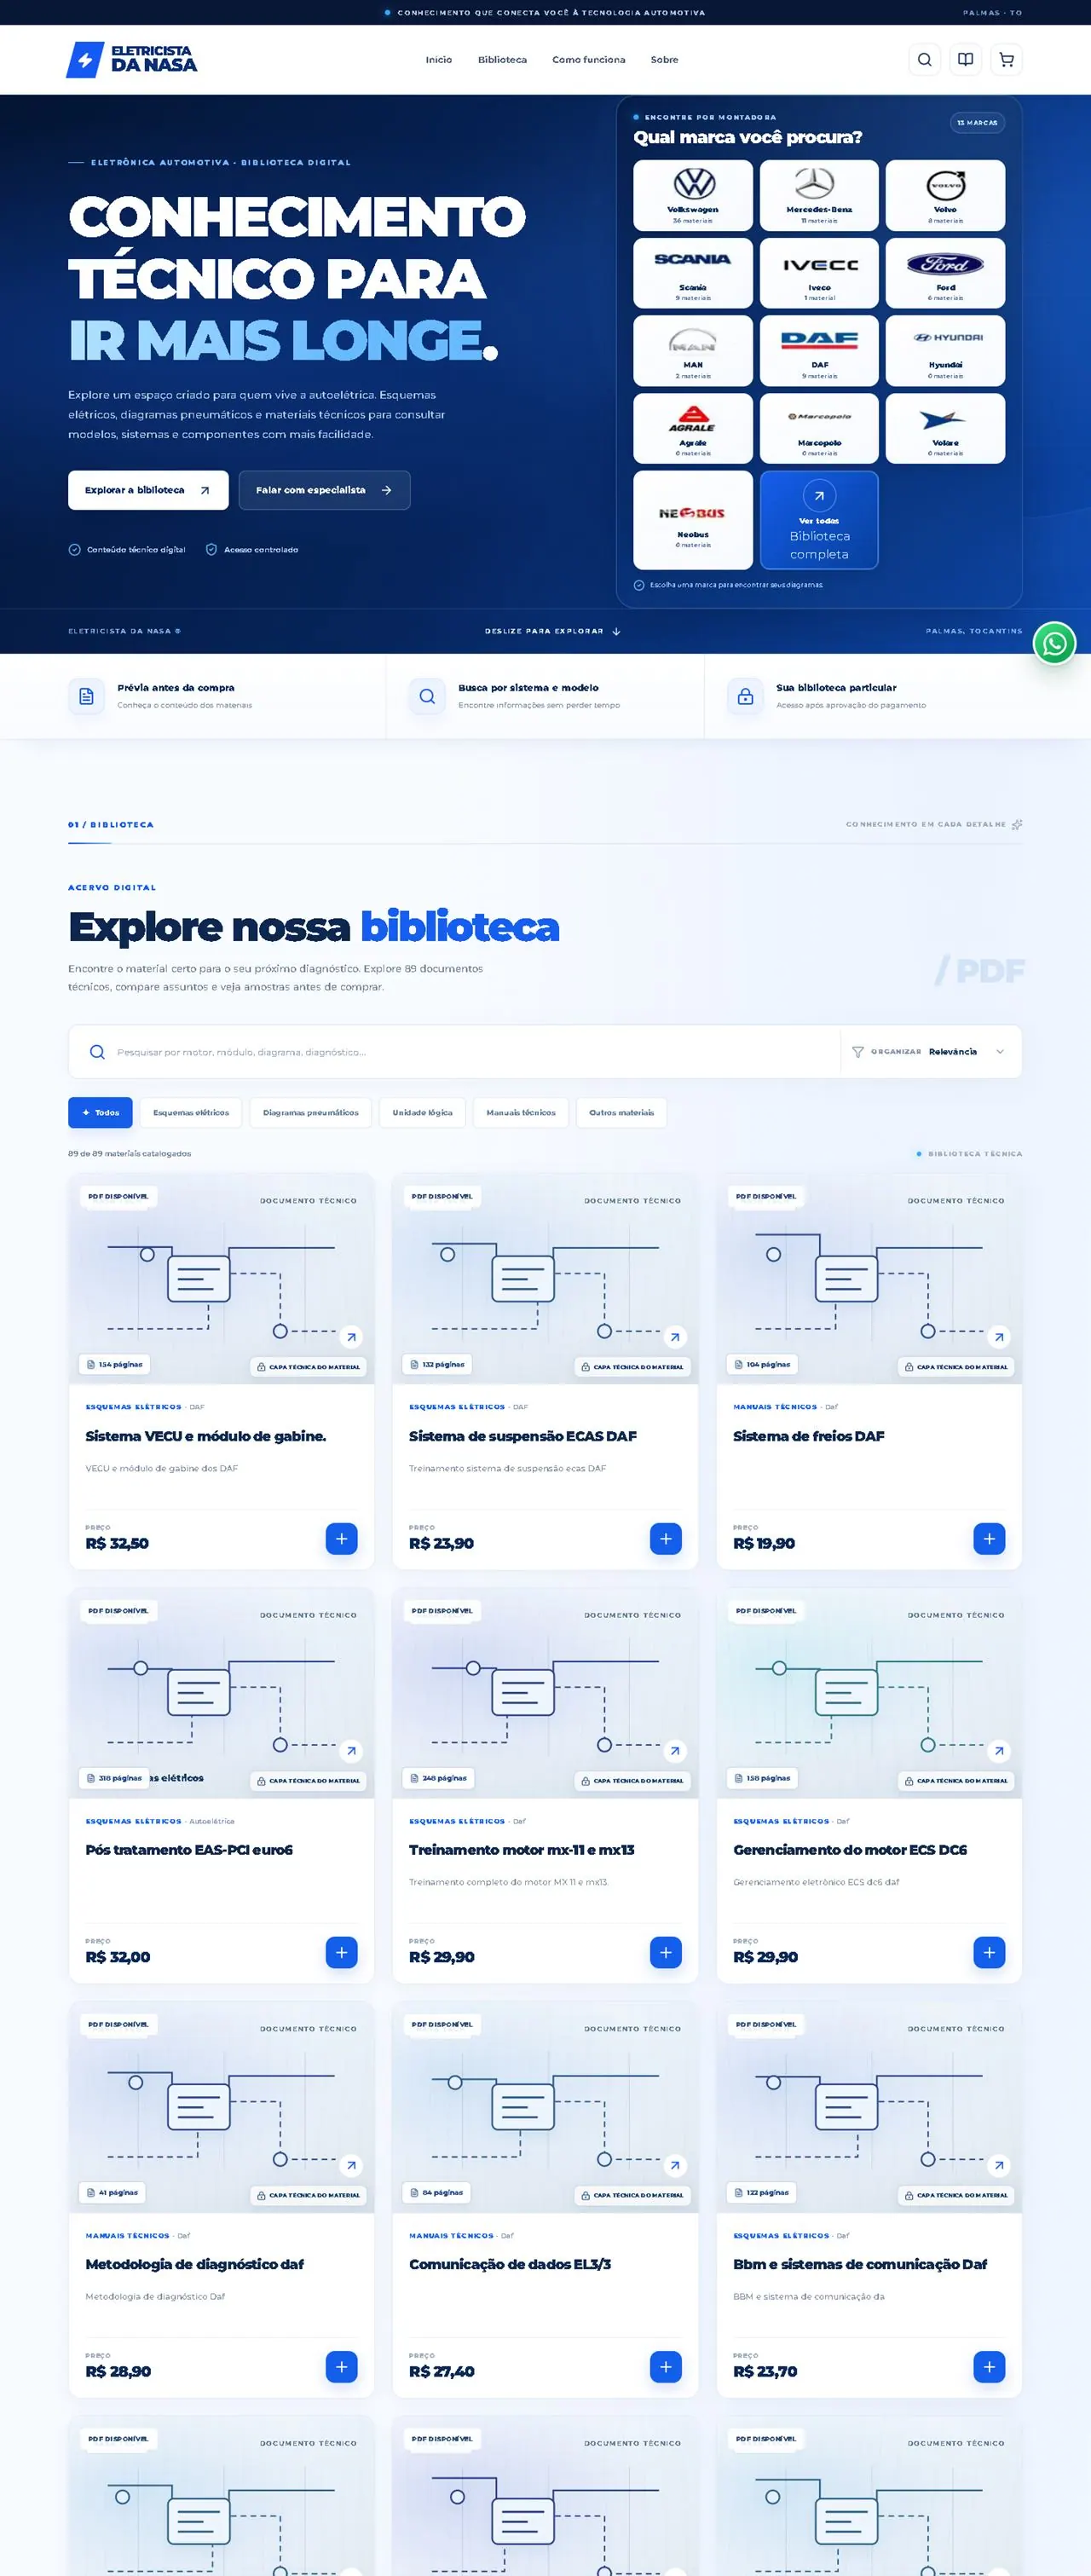 CONHECIMENTO QUE CONECTA VOCÊ À TECNOLOGIA AUTOMOTIVA
PALMAS - TO
ELETRICISTA
DA NASA
Início
Biblioteca
Como funciona
Sobre
ELETRÔNICA AUTOMOTIVA - BIBLIOTECA DIGITAL
CONHECIMENTO
TÉCNICO PARA
IR MAIS LONGE.
Explore um espaço criado para quem vive a autoelétrica. Esquemas
elétricos, diagramas pneumáticos e materiais técnicos para consultar
modelos, sistemas e componentes com mais facilidade.
Explorar a biblioteca
Falar com especialista
Conteúdo técnico digital
Acesso controlado
ENCONTRE POR MONTADORA
Qual marca você procura?
13 MARCAS
Volkswagen
36 materiais
Mercedes-Benz
11 materiais
VOLVO
Volvo
8 materiais
SCANIA
Scania
9 materiais
IVECO
Iveco
1 material
Ford
Ford
6 materiais
MAN
MAN
2 materiais
DAF
DAF
9 materiais
HYUNDAI
Hyundai
0 materiais
AGRALE
Agrale
0 materiais
Marcopolo
Marcopolo
0 materiais
Volare
0 materiais
NEOBUS
Neobus
0 materiais
Ver todas
Biblioteca
completa
Escolha uma marca para encontrar seus diagramas.
ELETRICISTA DA NASA ®
DESLIZE PARA EXPLORAR
PALMAS, TOCANTINS
Prévia antes da compra
Conheça o conteúdo dos materiais
Busca por sistema e modelo
Encontre informações sem perder tempo
Sua biblioteca particular
Acesso após aprovação do pagamento
01 / BIBLIOTECA
CONHECIMENTO EM CADA DETALHE
ACERVO DIGITAL
Explore nossa biblioteca
Encontre o material certo para o seu próximo diagnóstico. Explore 89 documentos
técnicos, compare assuntos e veja amostras antes de comprar.
/ PDF
Pesquisar por motor, módulo, diagrama, diagnóstico...
ORGANIZAR
Relevância
Todos
Esquemas elétricos
Diagramas pneumáticos
Unidade lógica
Manuais técnicos
Outros materiais
89 de 89 materiais catalogados
BIBLIOTECA TÉCNICA
PDF DISPONÍVEL
DOCUMENTO TÉCNICO
154 páginas
CAPA TÉCNICA DO MATERIAL
ESQUEMAS ELÉTRICOS · DAF
Sistema VECU e módulo de gabine.
VECU e módulo de gabine dos DAF
PREÇO
R$ 32,50
PDF DISPONÍVEL
DOCUMENTO TÉCNICO
132 páginas
CAPA TÉCNICA DO MATERIAL
ESQUEMAS ELÉTRICOS · DAF
Sistema de suspensão ECAS DAF
Treinamento sistema de suspensão ecas DAF
PREÇO
R$ 23,90
PDF DISPONÍVEL
DOCUMENTO TÉCNICO
104 páginas
CAPA TÉCNICA DO MATERIAL
MANUAIS TÉCNICOS · Daf
Sistema de freios DAF
PREÇO
R$ 19,90
PDF DISPONÍVEL
DOCUMENTO TÉCNICO
318 páginas
as elétricos
CAPA TÉCNICA DO MATERIAL
ESQUEMAS ELÉTRICOS · Autoelétrica
Pós tratamento EAS-PCI euro6
PREÇO
R$ 32,00
PDF DISPONÍVEL
DOCUMENTO TÉCNICO
248 páginas
CAPA TÉCNICA DO MATERIAL
ESQUEMAS ELÉTRICOS · Daf
Treinamento motor mx-11 e mx13
Treinamento completo do motor MX 11 e mx13.
PREÇO
R$ 29,90
PDF DISPONÍVEL
DOCUMENTO TÉCNICO
158 páginas
CAPA TÉCNICA DO MATERIAL
ESQUEMAS ELÉTRICOS · Daf
Gerenciamento do motor ECS DC6
Gerenciamento eletrônico ECS dc6 daf
PREÇO
R$ 29,90
PDF DISPONÍVEL
DOCUMENTO TÉCNICO
41 páginas
CAPA TÉCNICA DO MATERIAL
MANUAIS TÉCNICOS · Daf
Metodologia de diagnóstico daf
Metodologia de diagnóstico Daf
PREÇO
R$ 28,90
PDF DISPONÍVEL
DOCUMENTO TÉCNICO
84 páginas
CAPA TÉCNICA DO MATERIAL
MANUAIS TÉCNICOS · Daf
Comunicação de dados EL3/3
PREÇO
R$ 27,40
PDF DISPONÍVEL
DOCUMENTO TÉCNICO
122 páginas
CAPA TÉCNICA DO MATERIAL
ESQUEMAS ELÉTRICOS · Daf
Bbm e sistemas de comunicação Daf
BBM e sistema de comunicação da
PREÇO
R$ 23,70
PDF DISPONÍVEL
DOCUMENTO TÉCNICO
PDF DISPONÍVEL
DOCUMENTO TÉCNICO
PDF DISPONÍVEL
DOCUMENTO TÉCNICO